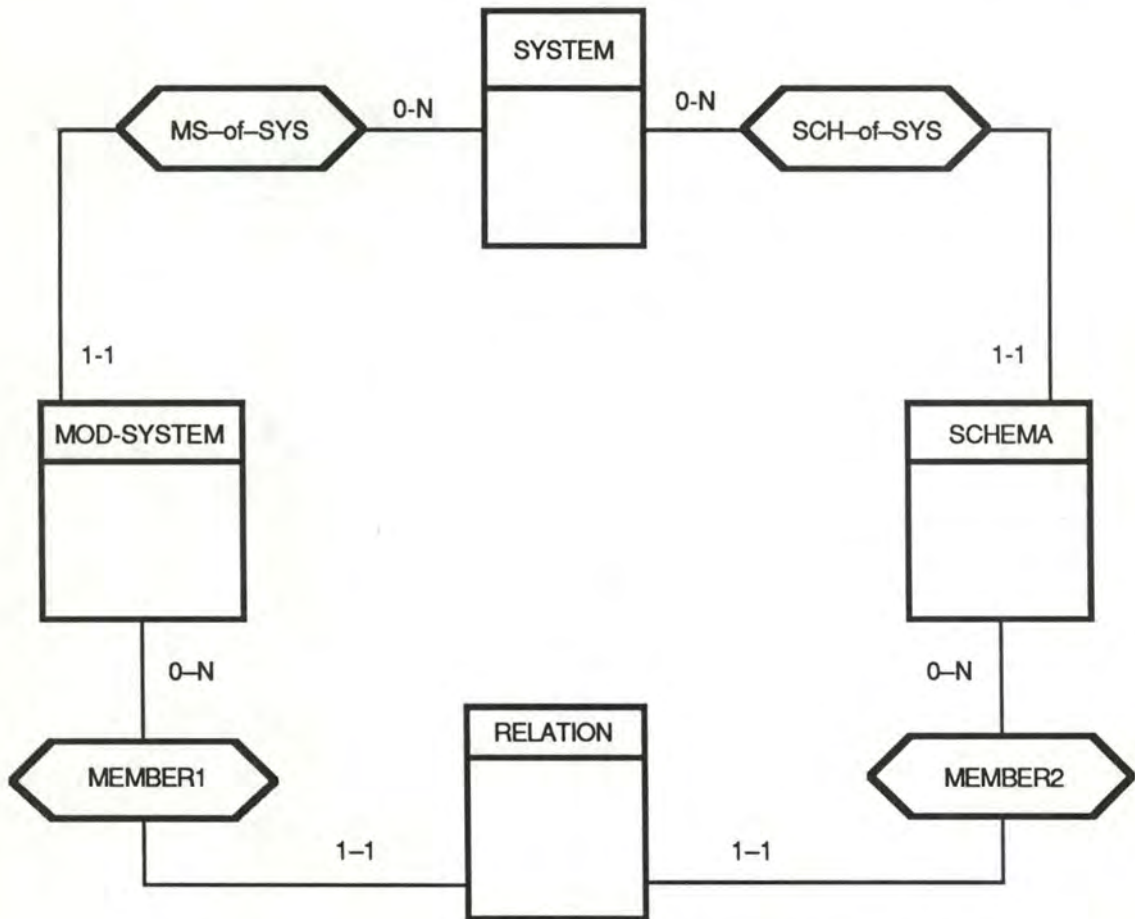 SYSTEM
MS–of–SYS
0-N
0-N
SCH–of–SYS
1-1
1-1
MOD-SYSTEM
SCHEMA
0–N
0–N
RELATION
MEMBER1
MEMBER2
1–1
1–1